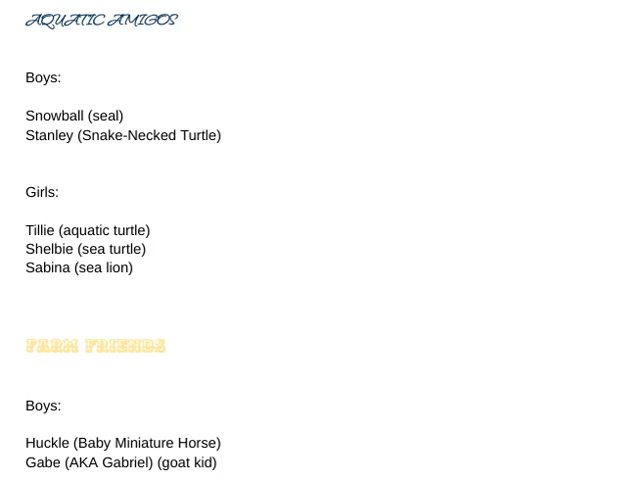 AQUATIC AMIGOS
Boys:
Snowball (seal)
Stanley (Snake-Necked Turtle)
Girls:
Tillie (aquatic turtle)
Shelbie (sea turtle)
Sabina (sea lion)
FARM FRIENDS
Boys:
Huckle (Baby Miniature Horse)
Gabe (AKA Gabriel) (goat kid)